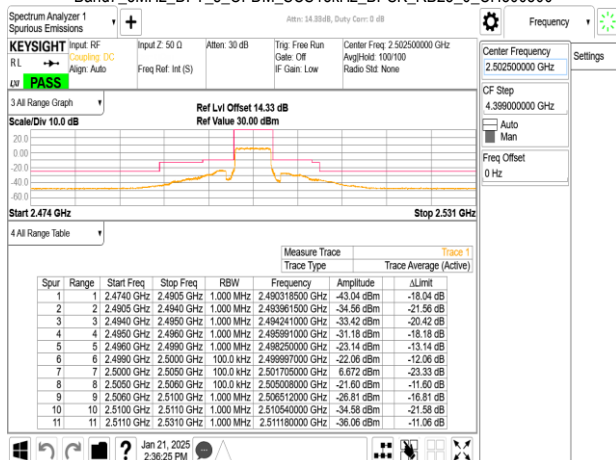 Spectrum Analyzer 1
Spurious Emissions
Attn: 14.33dB, Duty Corr: 0 dB
Frequency
Settings
KEYSIGHT
RL
PASS
Input: RF
Coupling: DC
Align: Auto
Input Z: 50 Ω
Freq Ref: Int (S)
Atten: 30 dB
Trig: Free Run
Gate: Off
IF Gain: Low
Center Freq: 2.502500000 GHz
Avg|Hold: 100/100
Radio Std: None
Center Frequency
2.502500000 GHz
CF Step
4.399000000 GHz
Auto
Man
Freq Offset
0 Hz
3 All Range Graph
Scale/Div 10.0 dB
Ref Lvl Offset 14.33 dB
Ref Value 30.00 dBm
20.0
0.00
-20.0
-40.0
-60.0
Start 2.474 GHz
Stop 2.531 GHz
4 All Range Table
Measure Trace Trace 1
Trace Type Trace Average (Active)
Spur Range Start Freq Stop Freq RBW Frequency Amplitude ΔLimit
1 1 2.4740 GHz 2.4905 GHz 1.000 MHz 2.490318500 GHz -43.04 dBm -18.04 dB
2 2 2.4905 GHz 2.4940 GHz 1.000 MHz 2.493961500 GHz -34.56 dBm -21.56 dB
3 3 2.4940 GHz 2.4950 GHz 1.000 MHz 2.494241000 GHz -33.42 dBm -20.42 dB
4 4 2.4950 GHz 2.4960 GHz 1.000 MHz 2.495991000 GHz -31.18 dBm -18.18 dB
5 5 2.4960 GHz 2.4990 GHz 1.000 MHz 2.498250000 GHz -23.14 dBm -13.14 dB
6 6 2.4990 GHz 2.5000 GHz 100.0 kHz 2.499997000 GHz -22.06 dBm -12.06 dB
7 7 2.5000 GHz 2.5050 GHz 100.0 kHz 2.501705000 GHz 6.672 dBm -23.33 dB
8 8 2.5050 GHz 2.5060 GHz 100.0 kHz 2.505008000 GHz -21.60 dBm -11.60 dB
9 9 2.5060 GHz 2.5100 GHz 1.000 MHz 2.506512000 GHz -26.81 dBm -16.81 dB
10 10 2.5100 GHz 2.5110 GHz 1.000 MHz 2.510540000 GHz -34.58 dBm -21.58 dB
11 11 2.5110 GHz 2.5310 GHz 1.000 MHz 2.511180000 GHz -36.06 dBm -11.06 dB
Jan 21, 2025
2:36:25 PM